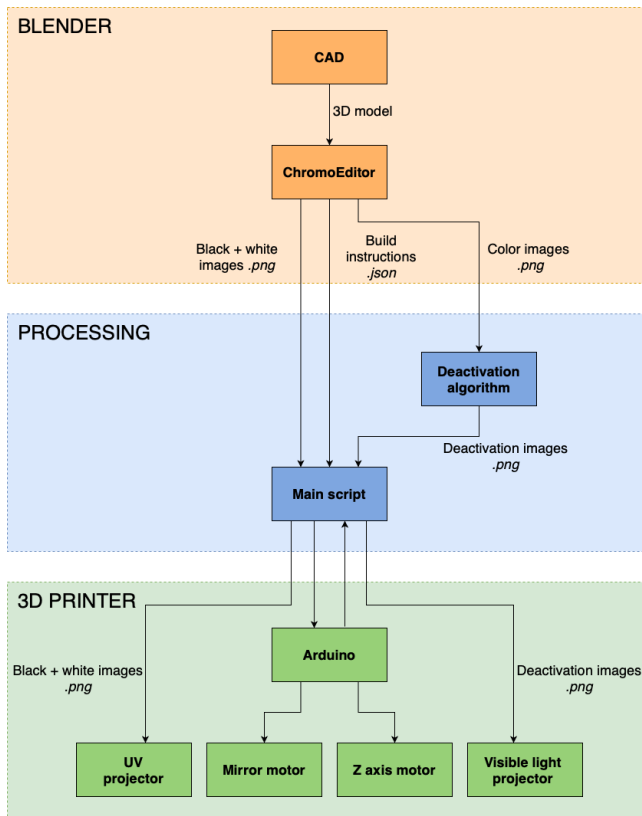 BLENDER
CAD
3D model
ChromoEditor
Black + white
images .png
Build
instructions
.json
Color images
.png
PROCESSING
Deactivation
algorithm
Deactivation images
.png
Main script
3D PRINTER
Arduino
Black + white images
.png
Deactivation images
.png
UV
projector
Mirror motor
Z axis motor
Visible light
projector